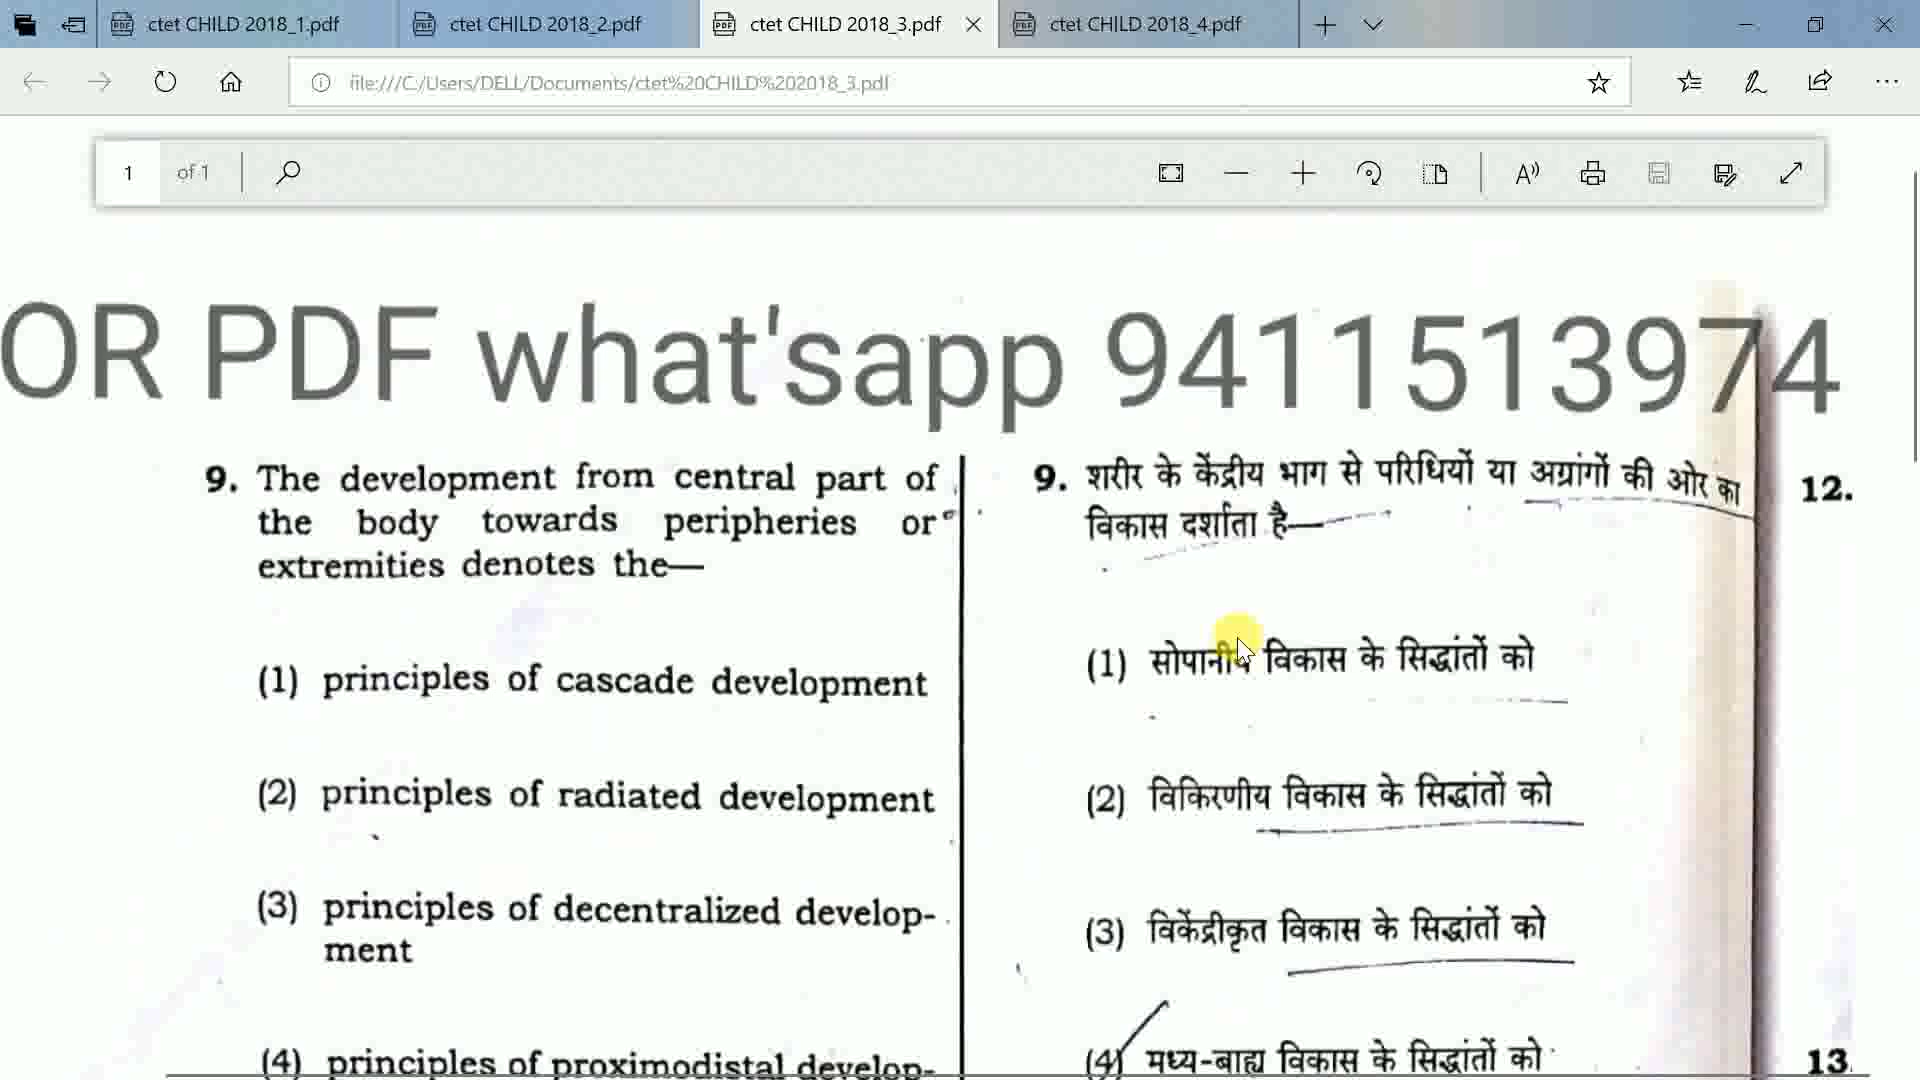 ctet CHILD 2018_1.pdf
ctet CHILD 2018_2.pdf
ctet CHILD 2018_3.pdf
ctet CHILD 2018_4.pdf
file:///C:/Users/DELL/Documents/ctet%20CHILD%202018_3.pdf
1 of 1
OR PDF what'sapp 9411513974
9. The development from central part of
the body towards peripheries or
extremities denotes the—
(1) principles of cascade development
(2) principles of radiated development
(3) principles of decentralized develop-
ment
(4) principles of proximodistal develop-
9. शरीर के केंद्रीय भाग से परिधियों या अग्रांगों की ओर का
विकास दर्शाता है—
(1) सोपानीय विकास के सिद्धांतों को
(2) विकिरणीय विकास के सिद्धांतों को
(3) विकेंद्रीकृत विकास के सिद्धांतों को
(4) मध्य-बाह्य विकास के सिद्धांतों को
12.
13.